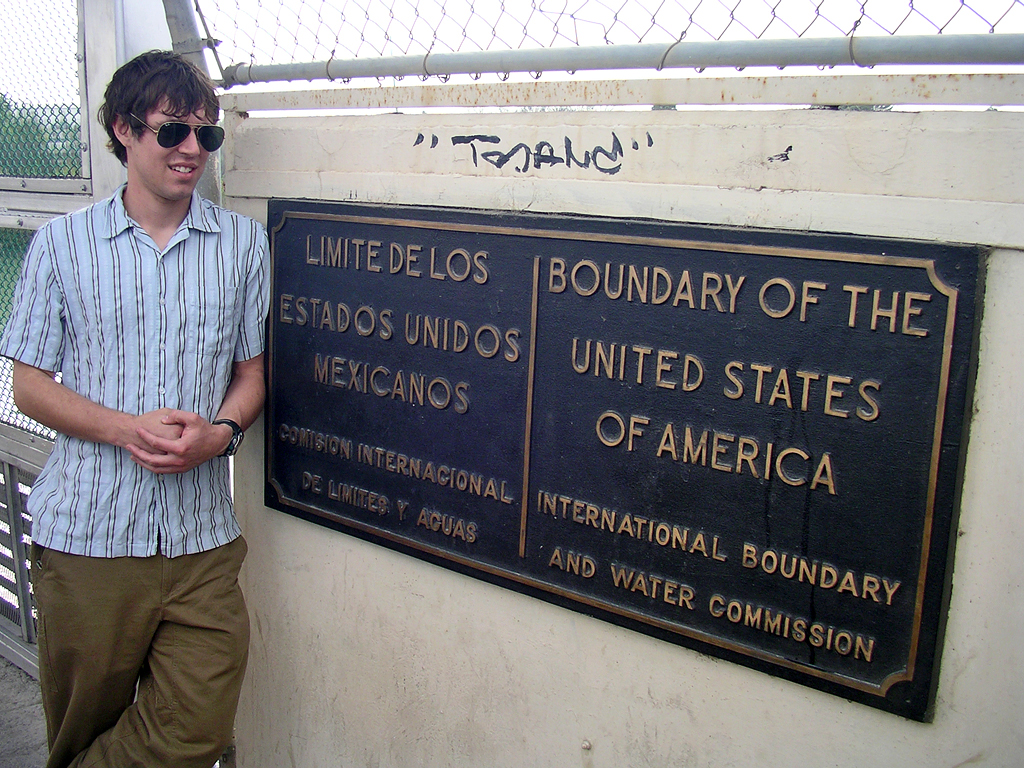 LIMITE DE LOS
ESTADOS UNIDOS
MEXICANOS
COMISION INTERNACIONAL
DE LIMITES Y AGUAS
BOUNDARY OF THE
UNITED STATES
OF AMERICA
INTERNATIONAL BOUNDARY
AND WATER COMMISSION